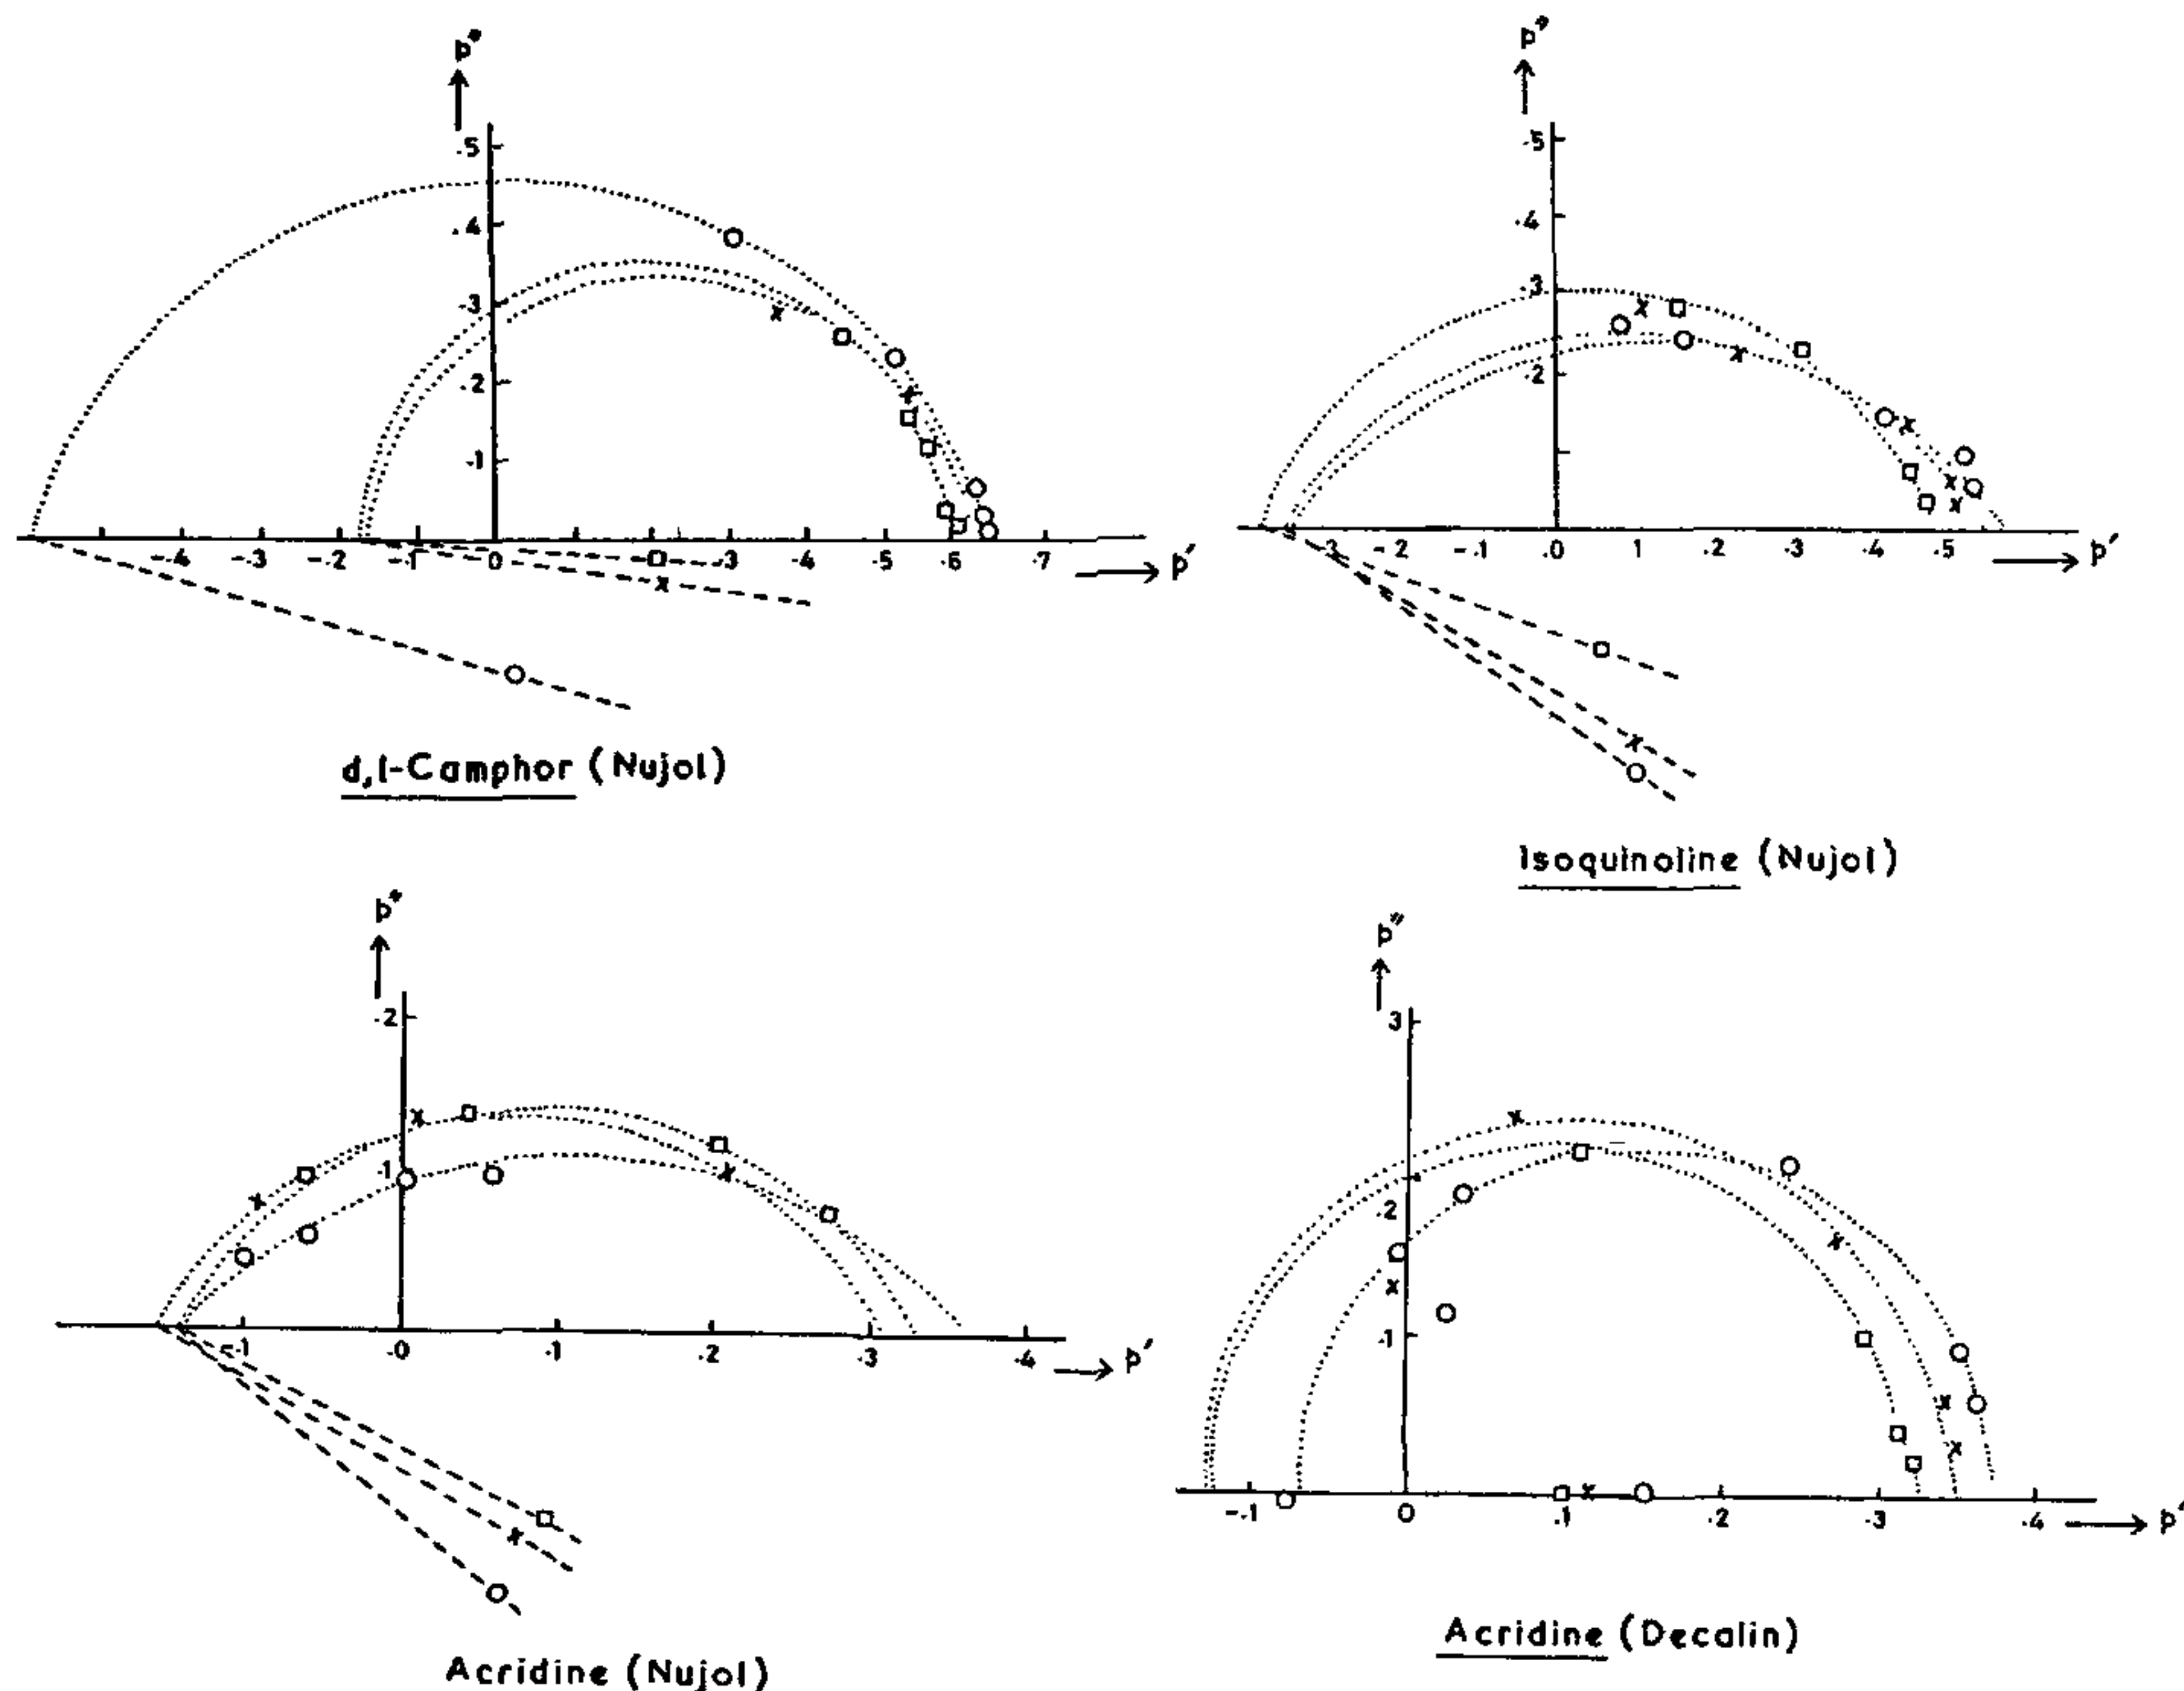 p″
.5
.4
.3
.2
.1
-.4 -.3 -.2 -.1 0 .3 .4 .5 .6 .7 p′
d,l-Camphor (Nujol)
p″
.5
.4
.3
.2
.3 -.2 -.1 .0 .1 .2 .3 .4 .5 p′
Isoquinoline (Nujol)
p″
.2
.1
-.1 .0 .1 .2 .3 .4 p′
Acridine (Nujol)
p″
3
.2
.1
-.1 0 .1 .2 .3 .4 p′
Acridine (Decalin)